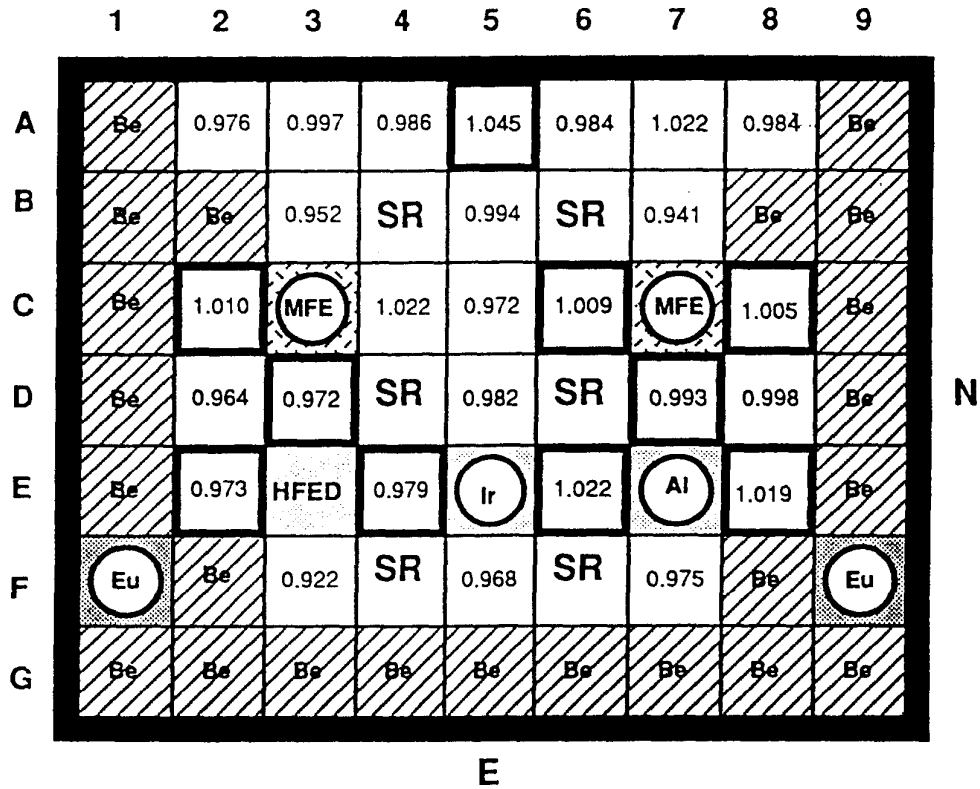 1 2 3 4 5 6 7 8 9
A Be 0.976 0.997 0.986 1.045 0.984 1.022 0.984 Be
B Be Be 0.952 SR 0.994 SR 0.941 Be Be
C Be 1.010 MFE 1.022 0.972 1.009 MFE 1.005 Be
D Be 0.964 0.972 SR 0.982 SR 0.993 0.998 Be N
E Be 0.973 HFED 0.979 Ir 1.022 Al 1.019 Be
F Eu Be 0.922 SR 0.968 SR 0.975 Be Eu
G Be Be Be Be Be Be Be Be Be
E